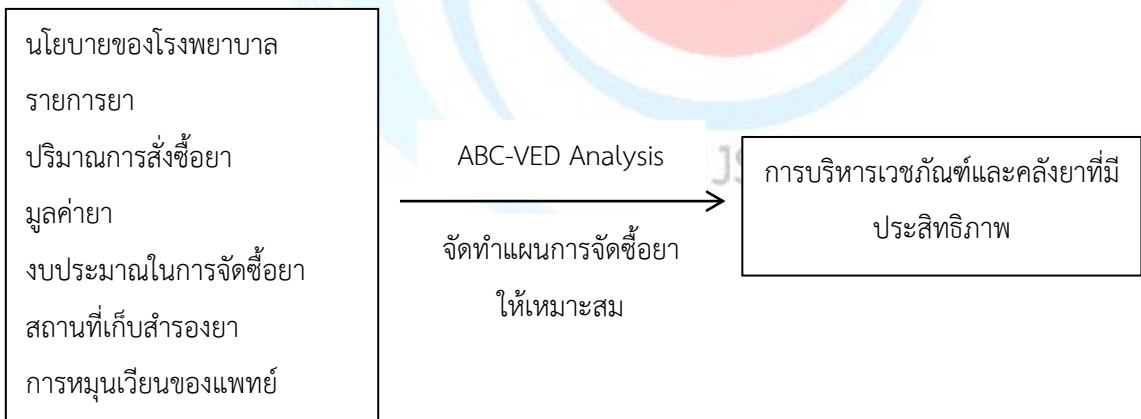 นโยบายของโรงพยาบาล
รายการยา
ปริมาณการสั่งซื้อยา
มูลค่ายา
งบประมาณในการจัดซื้อยา
สถานที่เก็บสำรองยา
การหมุนเวียนของแพทย์
ABC-VED Analysis
จัดทำแผนการจัดซื้อยา
ให้เหมาะสม
การบริหารเวชภัณฑ์และคลังยาที่มี
ประสิทธิภาพ